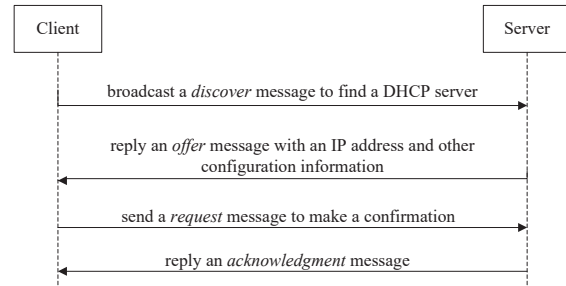 Client
Server
broadcast a discover message to find a DHCP server
reply an offer message with an IP address and other
configuration information
send a request message to make a confirmation
reply an acknowledgment message